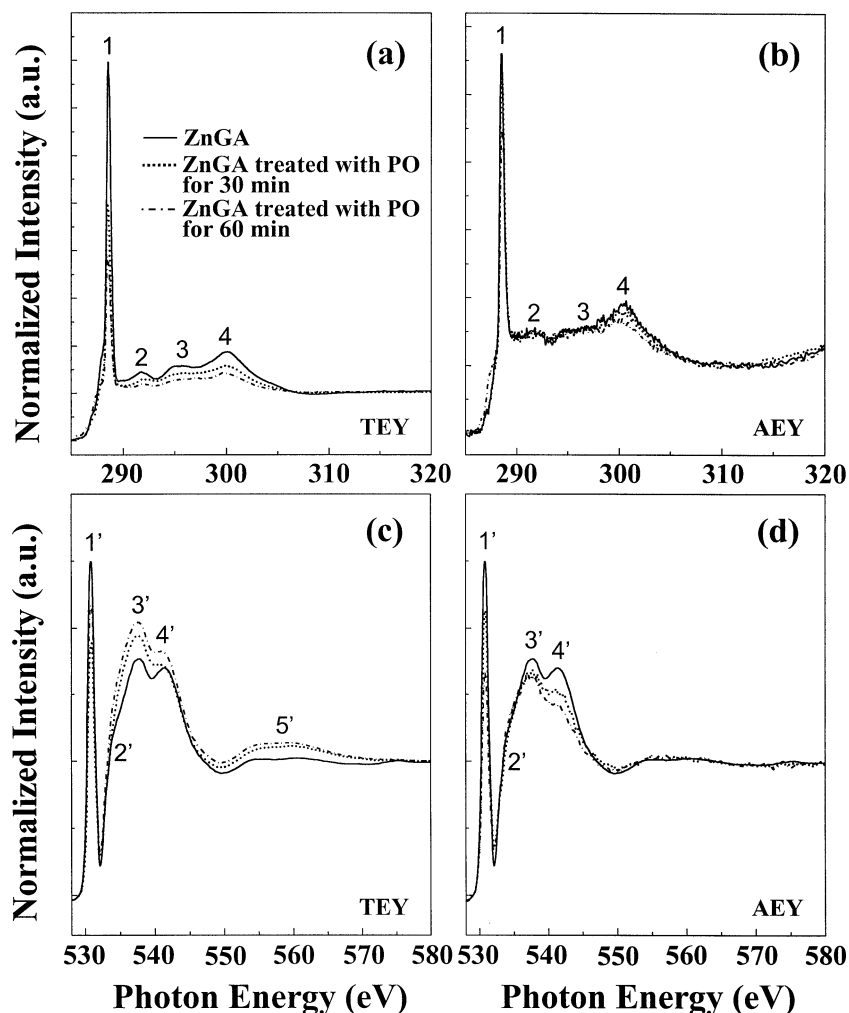 Normalized Intensity (a.u.)
(a)
1
ZnGA
ZnGA treated with PO
for 30 min
ZnGA treated with PO
for 60 min
2
3
4
TEY
290
300
310
320
(b)
1
2
3
4
AEY
290
300
310
320
Normalized Intensity (a.u.)
(c)
1’
3’
4’
2’
5’
TEY
530
540
550
560
570
580
Photon Energy (eV)
(d)
1’
3’
4’
2’
AEY
530
540
550
560
570
580
Photon Energy (eV)